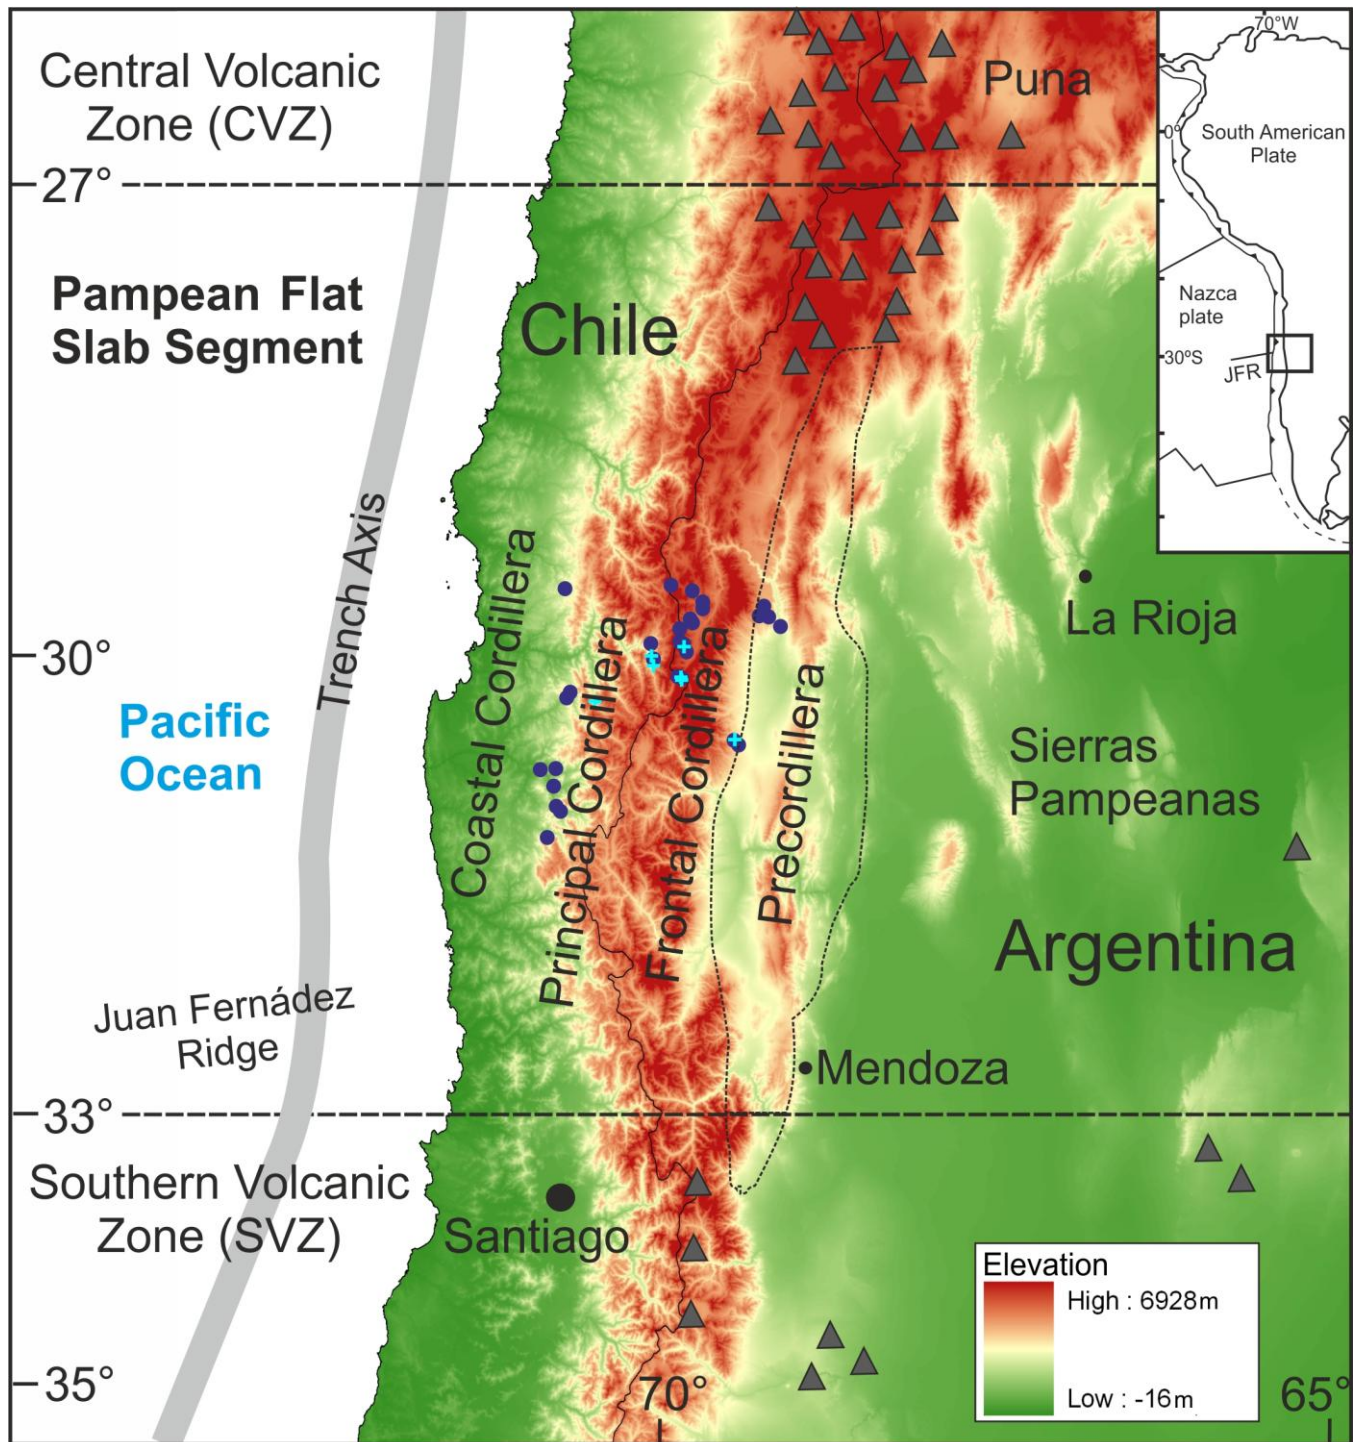 Central Volcanic
Zone (CVZ)
Puna
70°W
0°
South American
Plate
27°
Pampean Flat
Slab Segment
Chile
Nazca
plate
30°S
JFR
Trench Axis
Coastal Cordillera
Principal Cordillera
Frontal Cordillera
Precordillera
La Rioja
30°
Pacific
Ocean
Sierras
Pampeanas
Argentina
Juan Fernádez
Ridge
Mendoza
33°
Southern Volcanic
Zone (SVZ)
Santiago
Elevation
High : 6928m
Low : -16m
35°
70°
65°